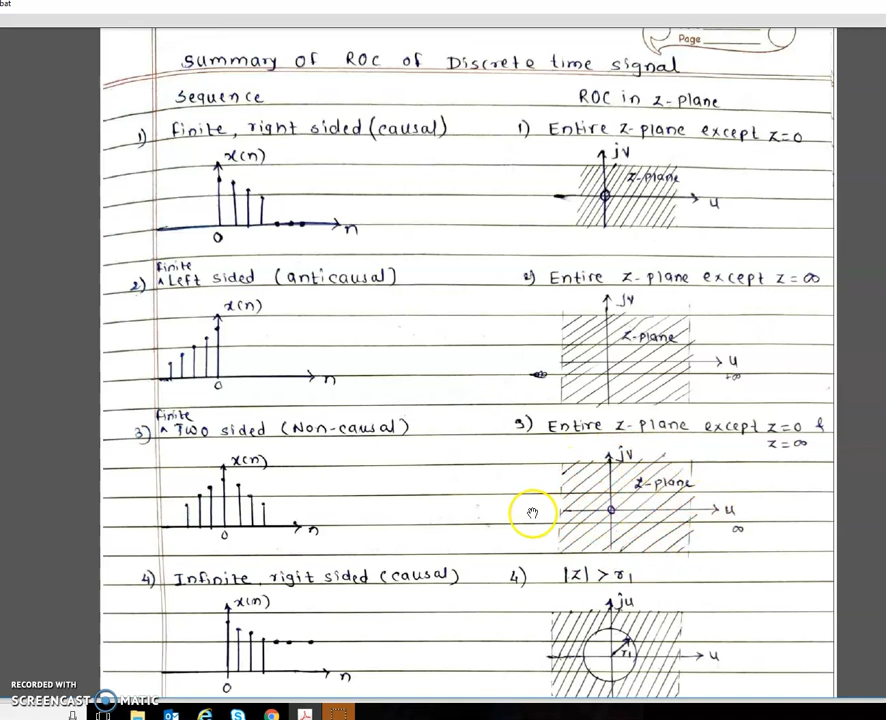 bat
Page
Summary of ROC of Discrete time signal
Sequence
ROC in z-plane
1) finite, right sided (causal)
1) Entire z-plane except z=0
x(n)
jv
z-plane
u
n
0
finite
2) ^ Left sided (anticausal)
2) Entire z-plane except z=∞
x(n)
jv
z-plane
u
+∞
n
0
finite
3) ^ Two sided (Non-causal)
3) Entire z-plane except z=0 &
z=∞
x(n)
jv
z-plane
u
∞
n
0
4) Infinite, rigit sided (causal)
4) |z| > r1
x(n)
ju
r1
u
n
0
RECORDED WITH
SCREENCAST MATIC